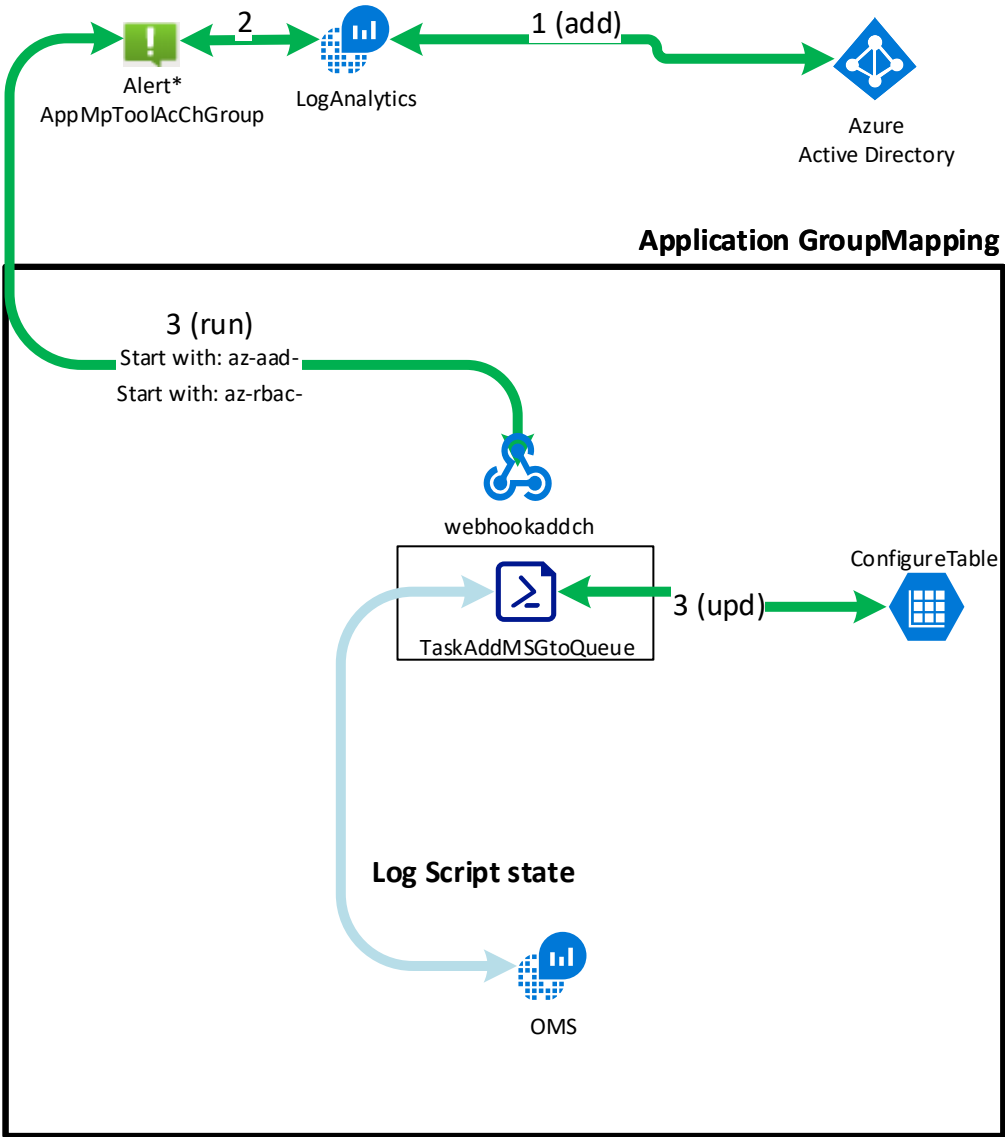 2
1 (add)
Alert*
AppMpToolAcChGroup
LogAnalytics
Azure
Active Directory
Application GroupMapping
3 (run)
Start with: az-aad-
Start with: az-rbac-
webhookaddch
ConfigureTable
3 (upd)
TaskAddMSGtoQueue
Log Script state
OMS